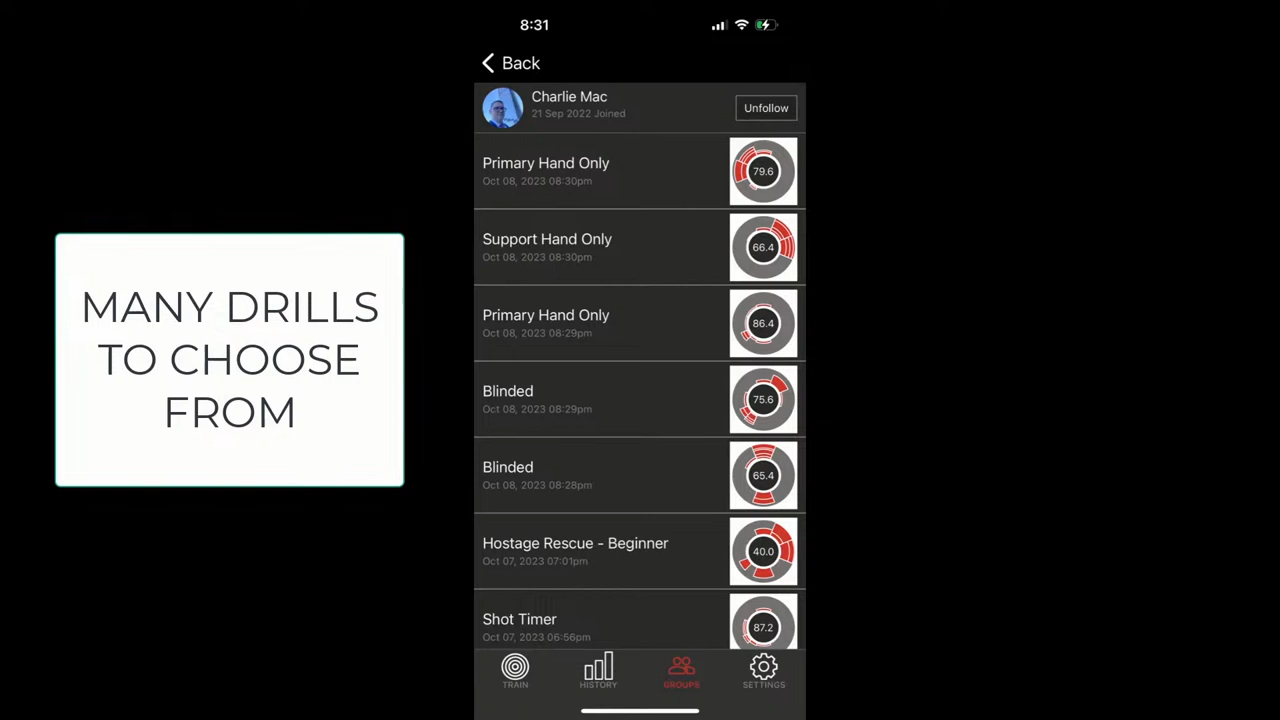 8:31
Back
Charlie Mac
21 Sep 2022 Joined
Unfollow
Primary Hand Only
Oct 08, 2023 08:30pm
79.6
Support Hand Only
Oct 08, 2023 08:30pm
66.4
Primary Hand Only
Oct 08, 2023 08:29pm
86.4
Blinded
Oct 08, 2023 08:29pm
75.6
Blinded
Oct 08, 2023 08:28pm
65.4
Hostage Rescue - Beginner
Oct 07, 2023 07:01pm
40.0
Shot Timer
Oct 07, 2023 06:56pm
87.2
TRAIN
HISTORY
GROUPS
SETTINGS
MANY DRILLS
TO CHOOSE
FROM